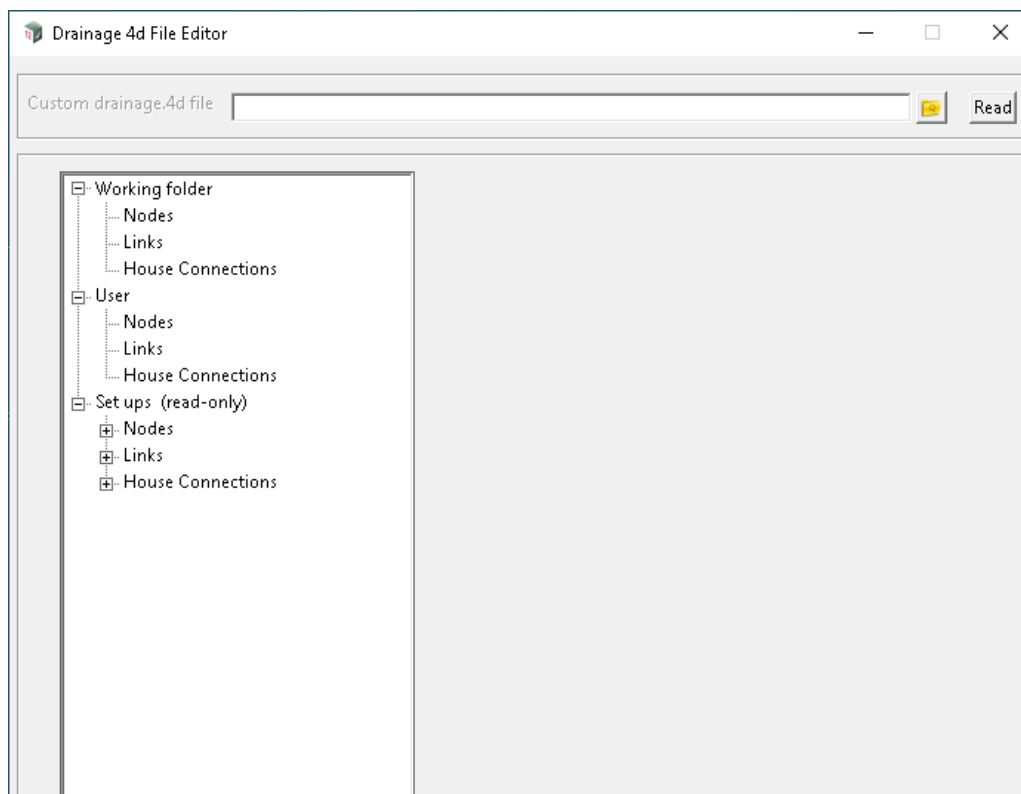 Drainage 4d File Editor
Custom drainage.4d file
Read
Working folder
Nodes
Links
House Connections
User
Nodes
Links
House Connections
Set ups (read-only)
Nodes
Links
House Connections